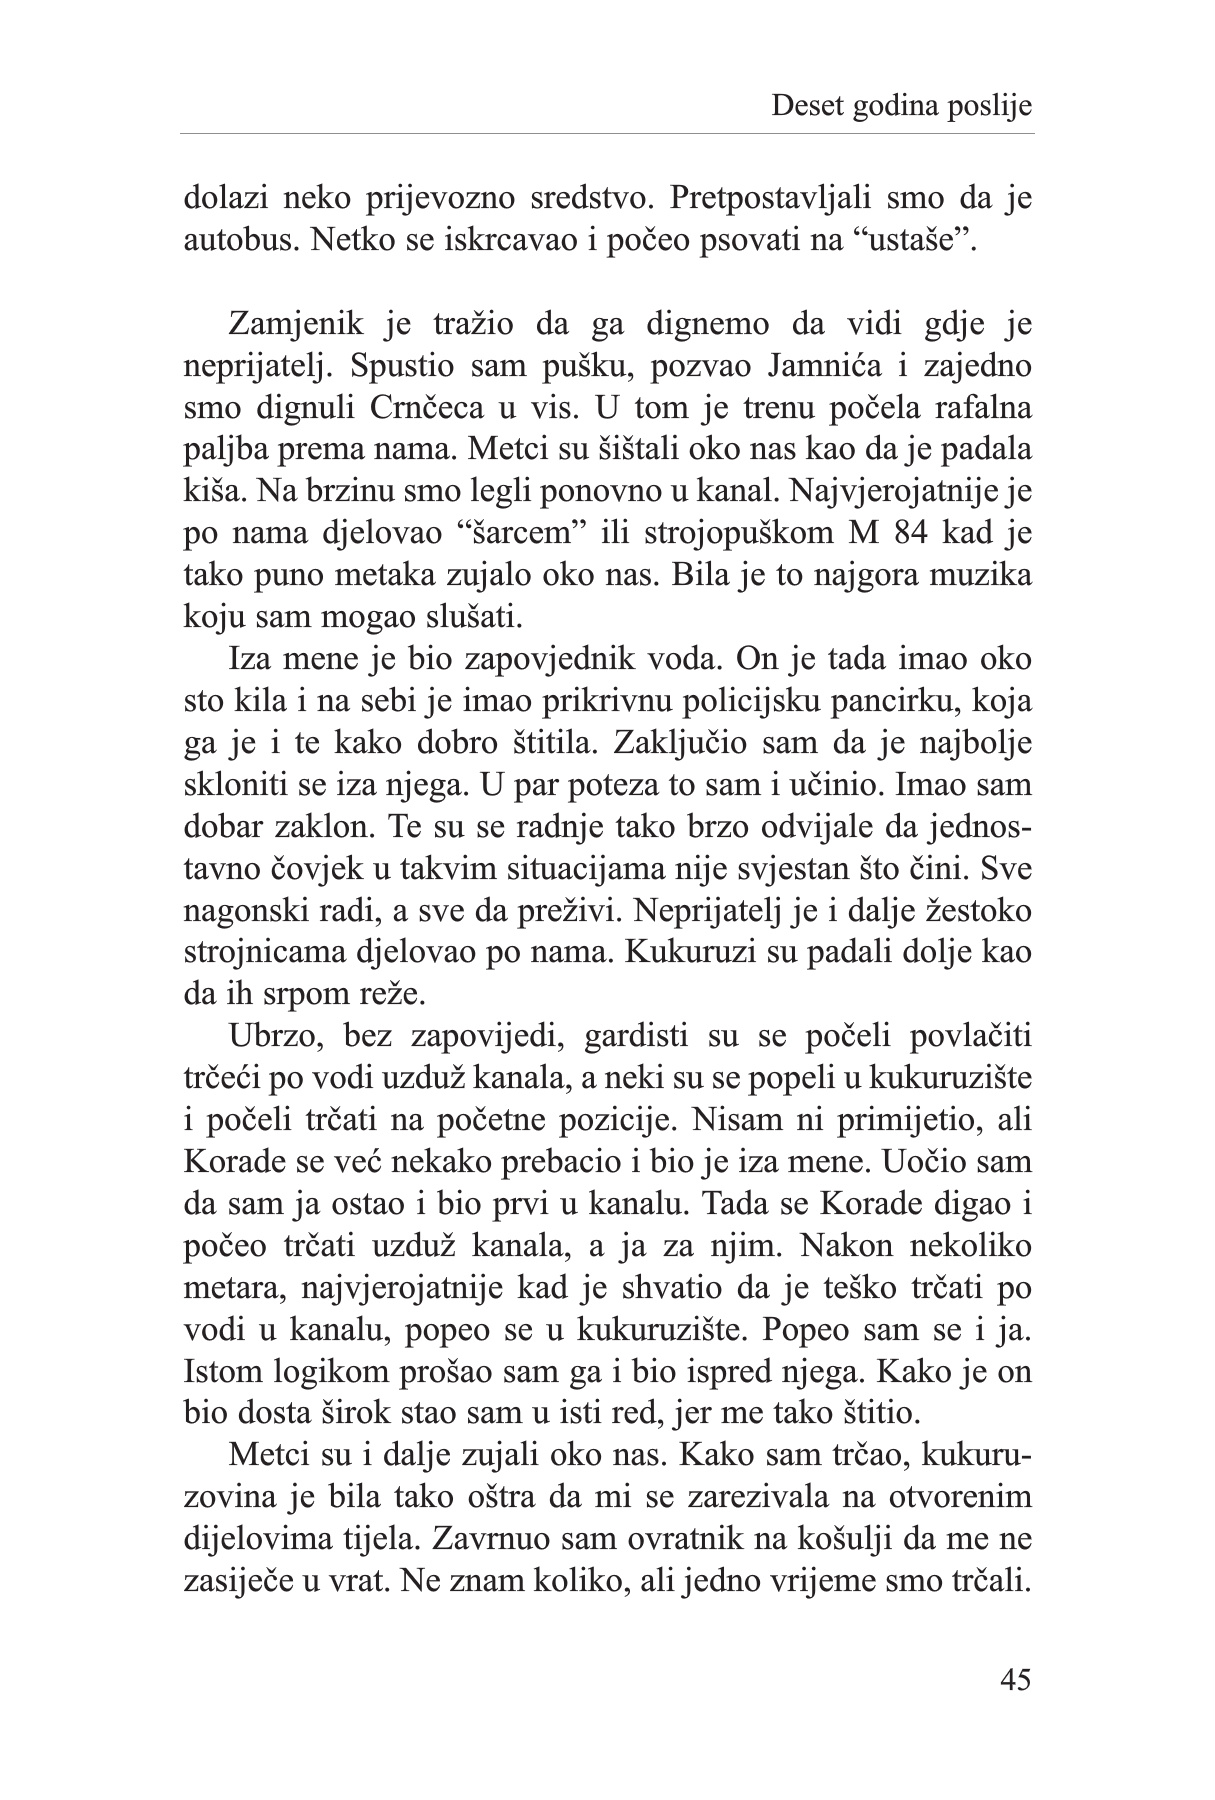 Deset godina poslije
dolazi neko prijevozno sredstvo. Pretpostavljali smo da je
autobus. Netko se iskrcavao i počeo psovati na “ustaše”.
Zamjenik je tražio da ga dignemo da vidi gdje je
neprijatelj. Spustio sam pušku, pozvao Jamnića i zajedno
smo dignuli Crnčeca u vis. U tom je trenu počela rafalna
paljba prema nama. Metci su šištali oko nas kao da je padala
kiša. Na brzinu smo legli ponovno u kanal. Najvjerojatnije je
po nama djelovao “šarcem” ili strojopuškom M 84 kad je
tako puno metaka zujalo oko nas. Bila je to najgora muzika
koju sam mogao slušati.
Iza mene je bio zapovjednik voda. On je tada imao oko
sto kila i na sebi je imao prikrivnu policijsku pancirku, koja
ga je i te kako dobro štitila. Zaključio sam da je najbolje
skloniti se iza njega. U par poteza to sam i učinio. Imao sam
dobar zaklon. Te su se radnje tako brzo odvijale da jednos-
tavno čovjek u takvim situacijama nije svjestan što čini. Sve
nagonski radi, a sve da preživi. Neprijatelj je i dalje žestoko
strojnicama djelovao po nama. Kukuruzi su padali dolje kao
da ih srpom reže.
Ubrzo, bez zapovijedi, gardisti su se počeli povlačiti
trčeći po vodi uzduž kanala, a neki su se popeli u kukuruzište
i počeli trčati na početne pozicije. Nisam ni primijetio, ali
Korade se već nekako prebacio i bio je iza mene. Uočio sam
da sam ja ostao i bio prvi u kanalu. Tada se Korade digao i
počeo trčati uzduž kanala, a ja za njim. Nakon nekoliko
metara, najvjerojatnije kad je shvatio da je teško trčati po
vodi u kanalu, popeo se u kukuruzište. Popeo sam se i ja.
Istom logikom prošao sam ga i bio ispred njega. Kako je on
bio dosta širok stao sam u isti red, jer me tako štitio.
Metci su i dalje zujali oko nas. Kako sam trčao, kukuru-
zovina je bila tako oštra da mi se zarezivala na otvorenim
dijelovima tijela. Zavrnuo sam ovratnik na košulji da me ne
zasiječe u vrat. Ne znam koliko, ali jedno vrijeme smo trčali.
45